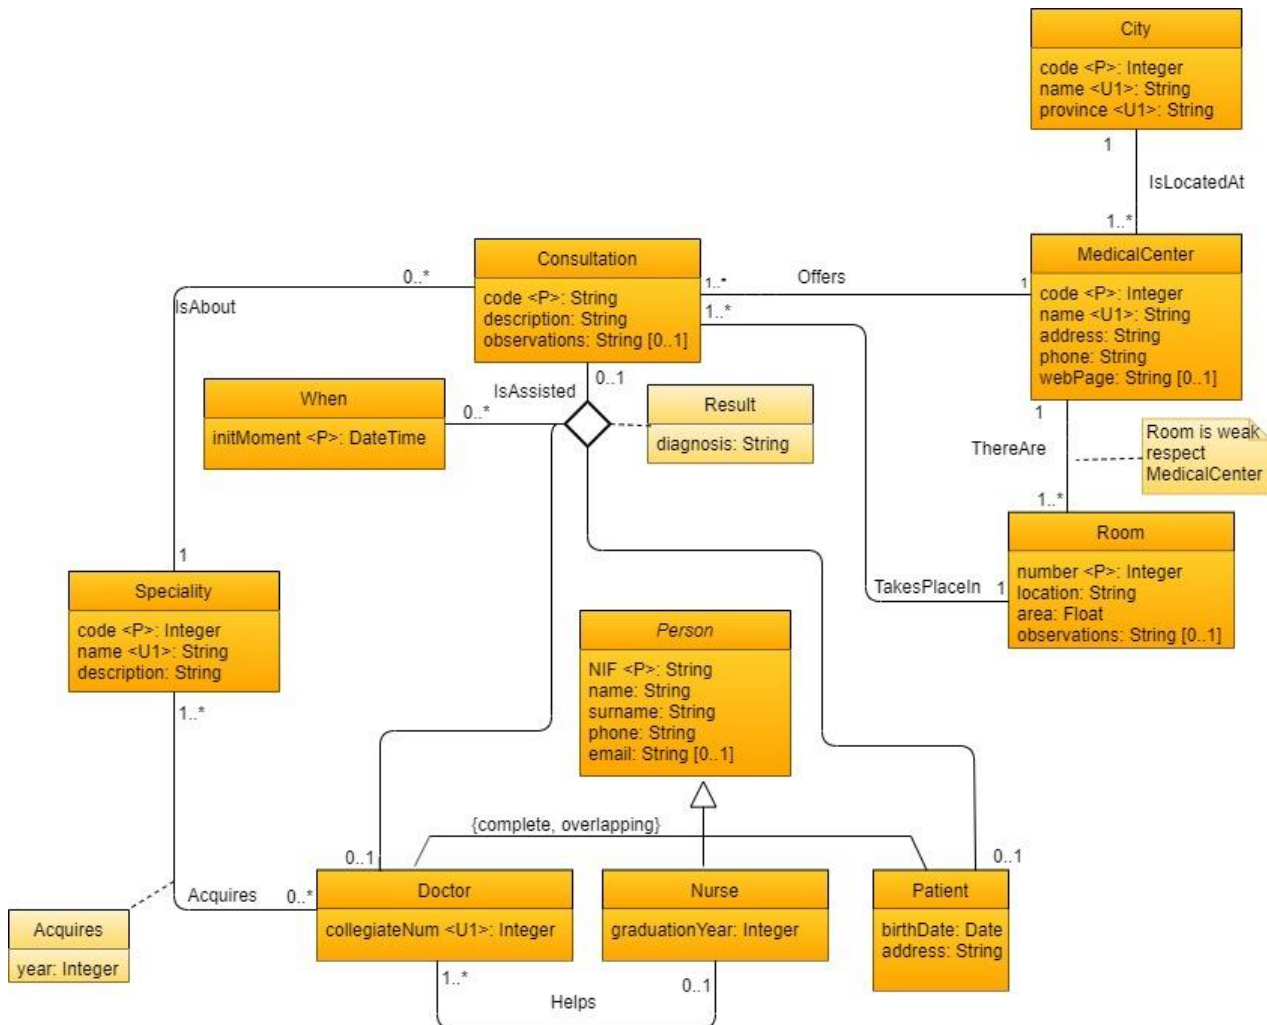 City
code <P>: Integer
name <U1>: String
province <U1>: String
1
IsLocatedAt
1..*
MedicalCenter
code <P>: Integer
name <U1>: String
address: String
phone: String
webPage: String [0..1]
Consultation
code <P>: String
description: String
observations: String [0..1]
0..*
IsAbout
1..*
Offers
1
1..*
0..1
IsAssisted
When
initMoment <P>: DateTime
0..*
Result
diagnosis: String
1
ThereAre
Room is weak
respect
MedicalCenter
1..*
Room
number <P>: Integer
location: String
area: Float
observations: String [0..1]
TakesPlaceIn
1
1
Speciality
code <P>: Integer
name <U1>: String
description: String
1..*
Person
NIF <P>: String
name: String
surname: String
phone: String
email: String [0..1]
{complete, overlapping}
0..1
0..1
Acquires
0..*
Acquires
year: Integer
Doctor
collegiateNum <U1>: Integer
Nurse
graduationYear: Integer
Patient
birthDate: Date
address: String
1..*
Helps
0..1